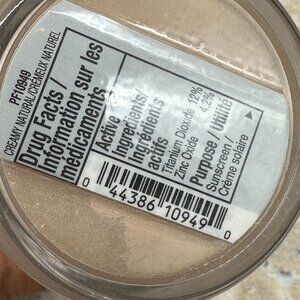 PF10949
CREAMY NATURAL/CRÉMEUX NATUREL
Drug Facts /
Information sur les
médicaments
Active
Ingredients/
Ingrédients
actifs
Titanium Dioxide 12%
Zinc Oxide 4.2%
Purpose / Utilité
Sunscreen /
Crème solaire
0 44386 10949 0